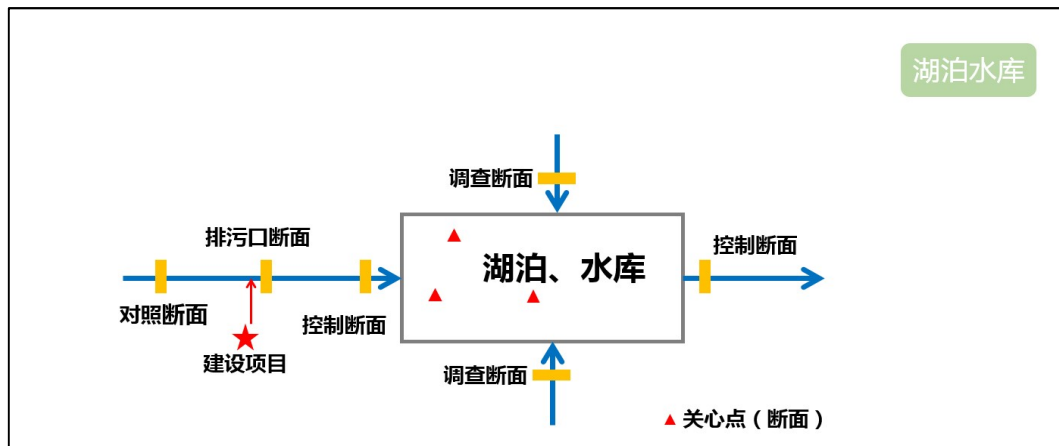 湖泊水库
调查断面
排污口断面
控制断面
湖泊、水库
对照断面
控制断面
建设项目
调查断面
关心点（断面）